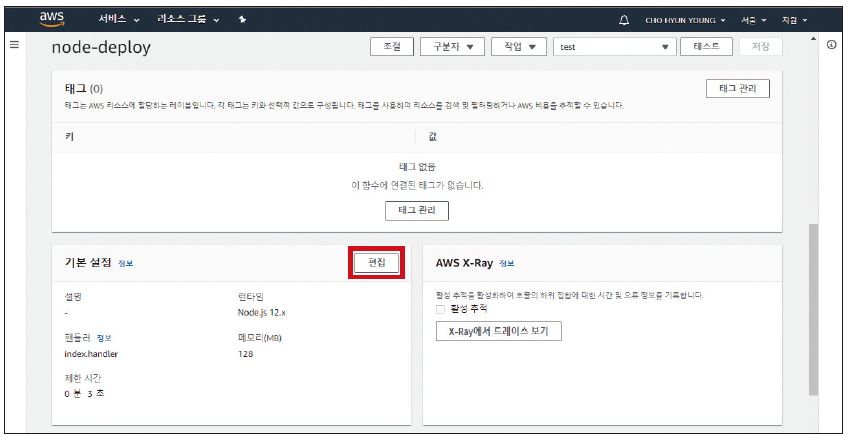 aws 서비스 리소스 그룹 CHO HYUN YOUNG 서울 지원
node-deploy 조절 구분자 작업 test 테스트 저장
태그 (0) 태그 관리
태그는 AWS 리소스에 할당하는 레이블입니다. 각 태그는 키와 선택적 값으로 구성됩니다. 태그를 사용하여 리소스를 검색 및 필터링하거나 AWS 비용을 추적할 수 있습니다.
키 값
태그 없음
이 함수에 연결된 태그가 없습니다.
태그 관리
기본 설정 정보 편집
설명 런타임
- Node.js 12.x
핸들러 정보 메모리(MB)
index.handler 128
제한 시간
0 분 3 초
AWS X-Ray 정보
활성 추적을 활성화하여 호출의 하위 집합에 대한 시간 및 오류 정보를 기록합니다.
활성 추적
X-Ray에서 트레이스 보기